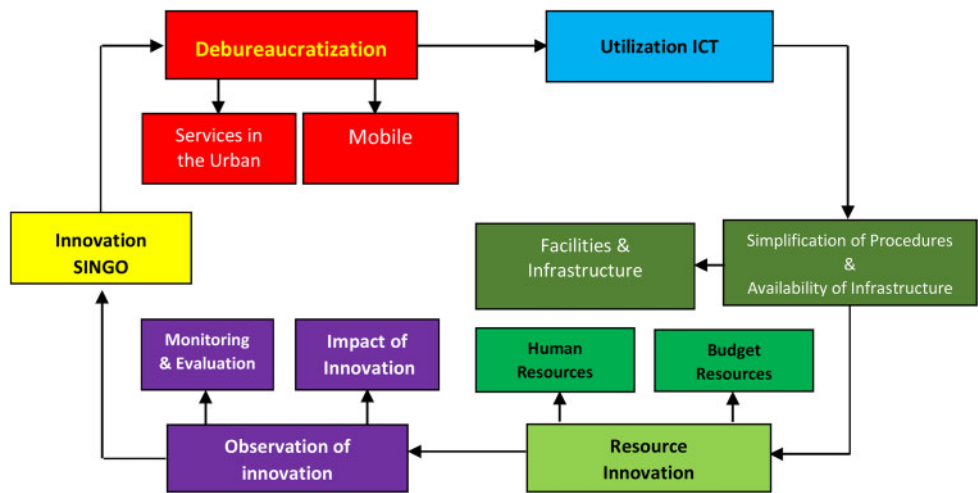 Debureaucratization
Utilization ICT
Services in
the Urban
Mobile
Innovation
SINGO
Facilities &
Infrastructure
Simplification of Procedures
&
Availability of Infrastructure
Monitoring
& Evaluation
Impact of
Innovation
Human
Resources
Budget
Resources
Observation of
innovation
Resource
Innovation